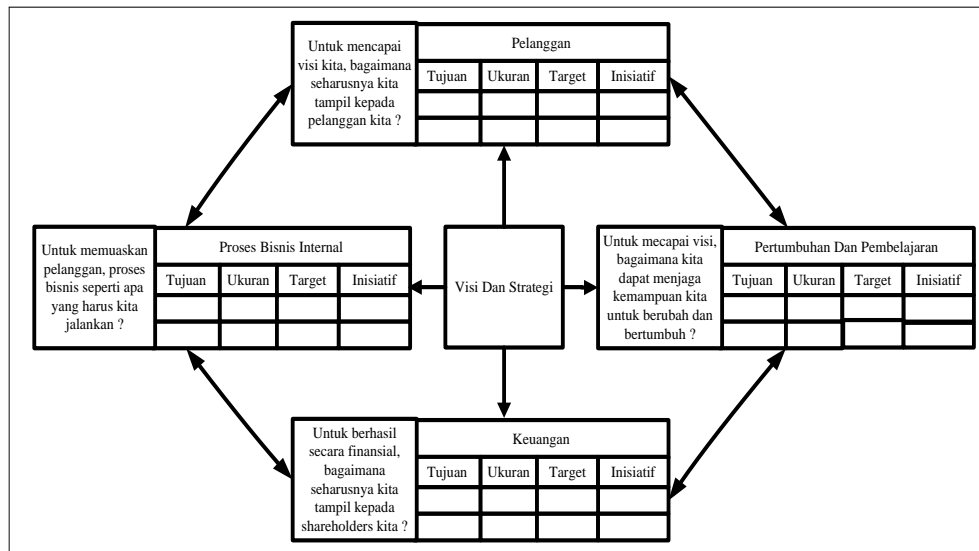 Untuk mencapai
visi kita, bagaimana
seharusnya kita
tampil kepada
pelanggan kita ?
Pelanggan
Tujuan Ukuran Target Inisiatif
Untuk memuaskan
pelanggan, proses
bisnis seperti apa
yang harus kita
jalankan ?
Proses Bisnis Internal
Tujuan Ukuran Target Inisiatif
Visi Dan Strategi
Untuk mecapai visi,
bagaimana kita
dapat menjaga
kemampuan kita
untuk berubah dan
bertumbuh ?
Pertumbuhan Dan Pembelajaran
Tujuan Ukuran Target Inisiatif
Untuk berhasil
secara finansial,
bagaimana
seharusnya kita
tampil kepada
shareholders kita ?
Keuangan
Tujuan Ukuran Target Inisiatif